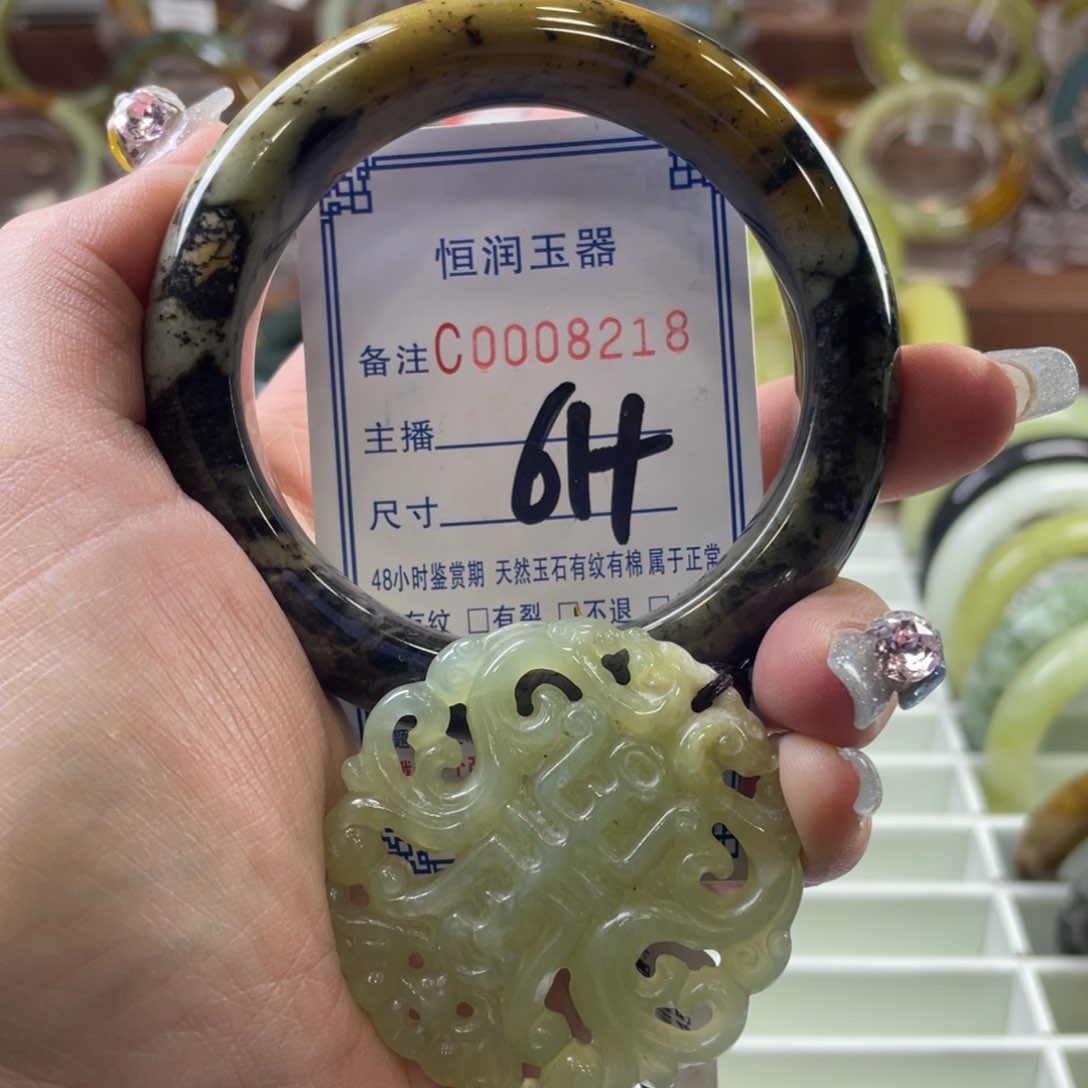 恒润玉器
备注C0008218
主播
6H
尺寸
48小时鉴赏期 天然玉石有纹有棉属于正常
有纹 □有裂 □不退 □